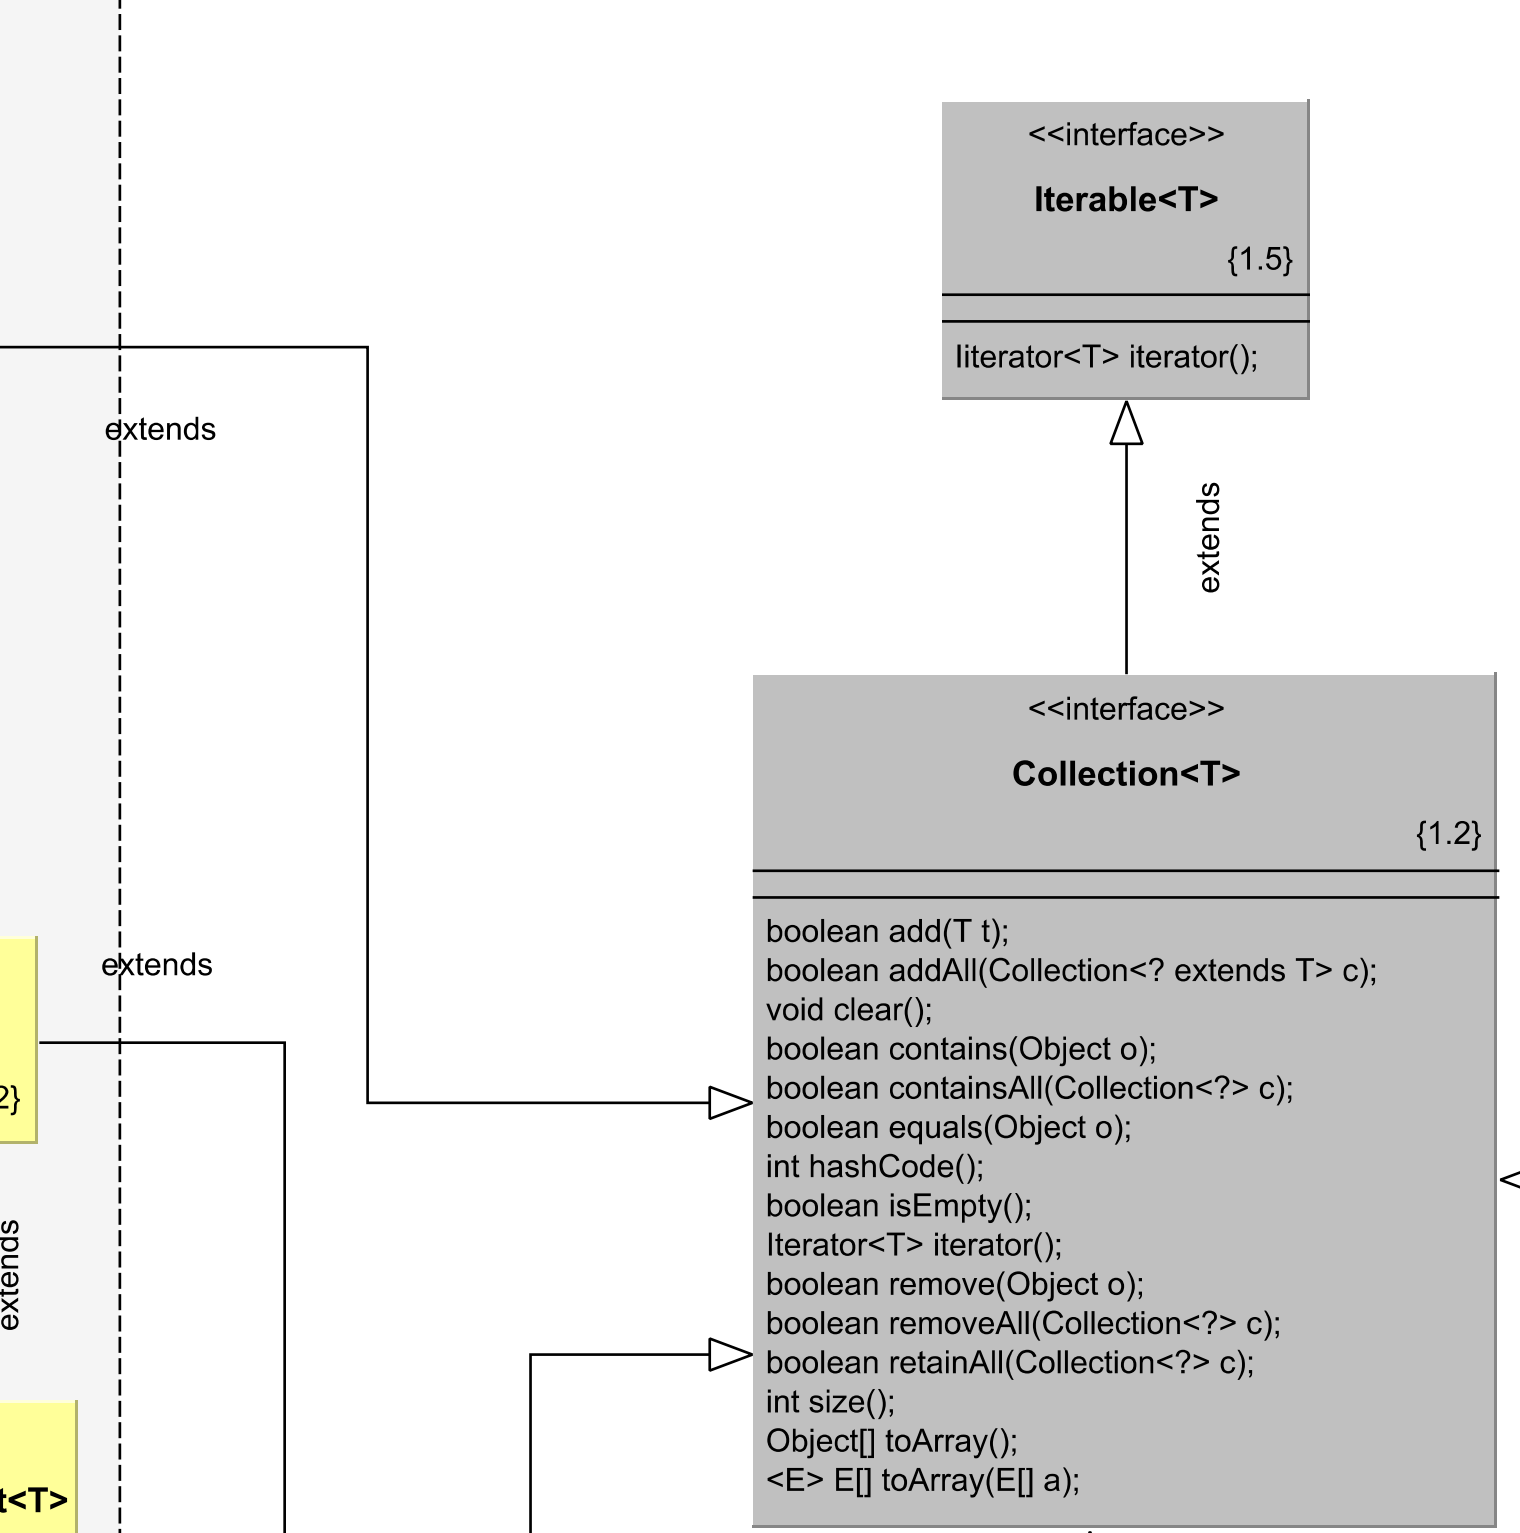 <<interface>>
Iterable<T>
{1.5}
Iiterator<T> iterator();
extends
extends
<<interface>>
Collection<T>
{1.2}
boolean add(T t);
boolean addAll(Collection<? extends T> c);
void clear();
boolean contains(Object o);
boolean containsAll(Collection<?> c);
boolean equals(Object o);
int hashCode();
boolean isEmpty();
Iterator<T> iterator();
boolean remove(Object o);
boolean removeAll(Collection<?> c);
boolean retainAll(Collection<?> c);
int size();
Object[] toArray();
<E> E[] toArray(E[] a);
extends
2}
extends
t<T>